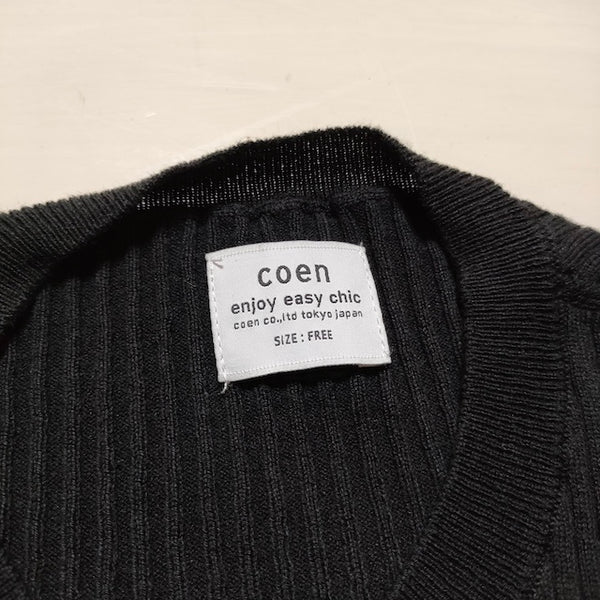 coen
enjoy easy chic
coen co.,ltd tokyo japan
SIZE : FREE